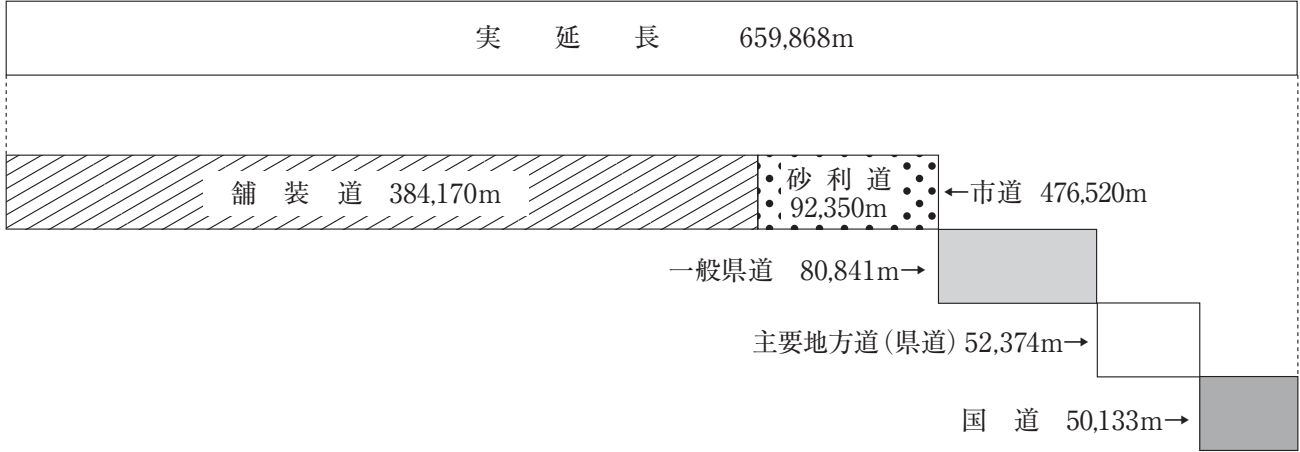 実延長 659,868m
舗装道 384,170m
砂利道
92,350m
←市道 476,520m
一般県道 80,841m→
主要地方道(県道) 52,374m→
国道 50,133m→